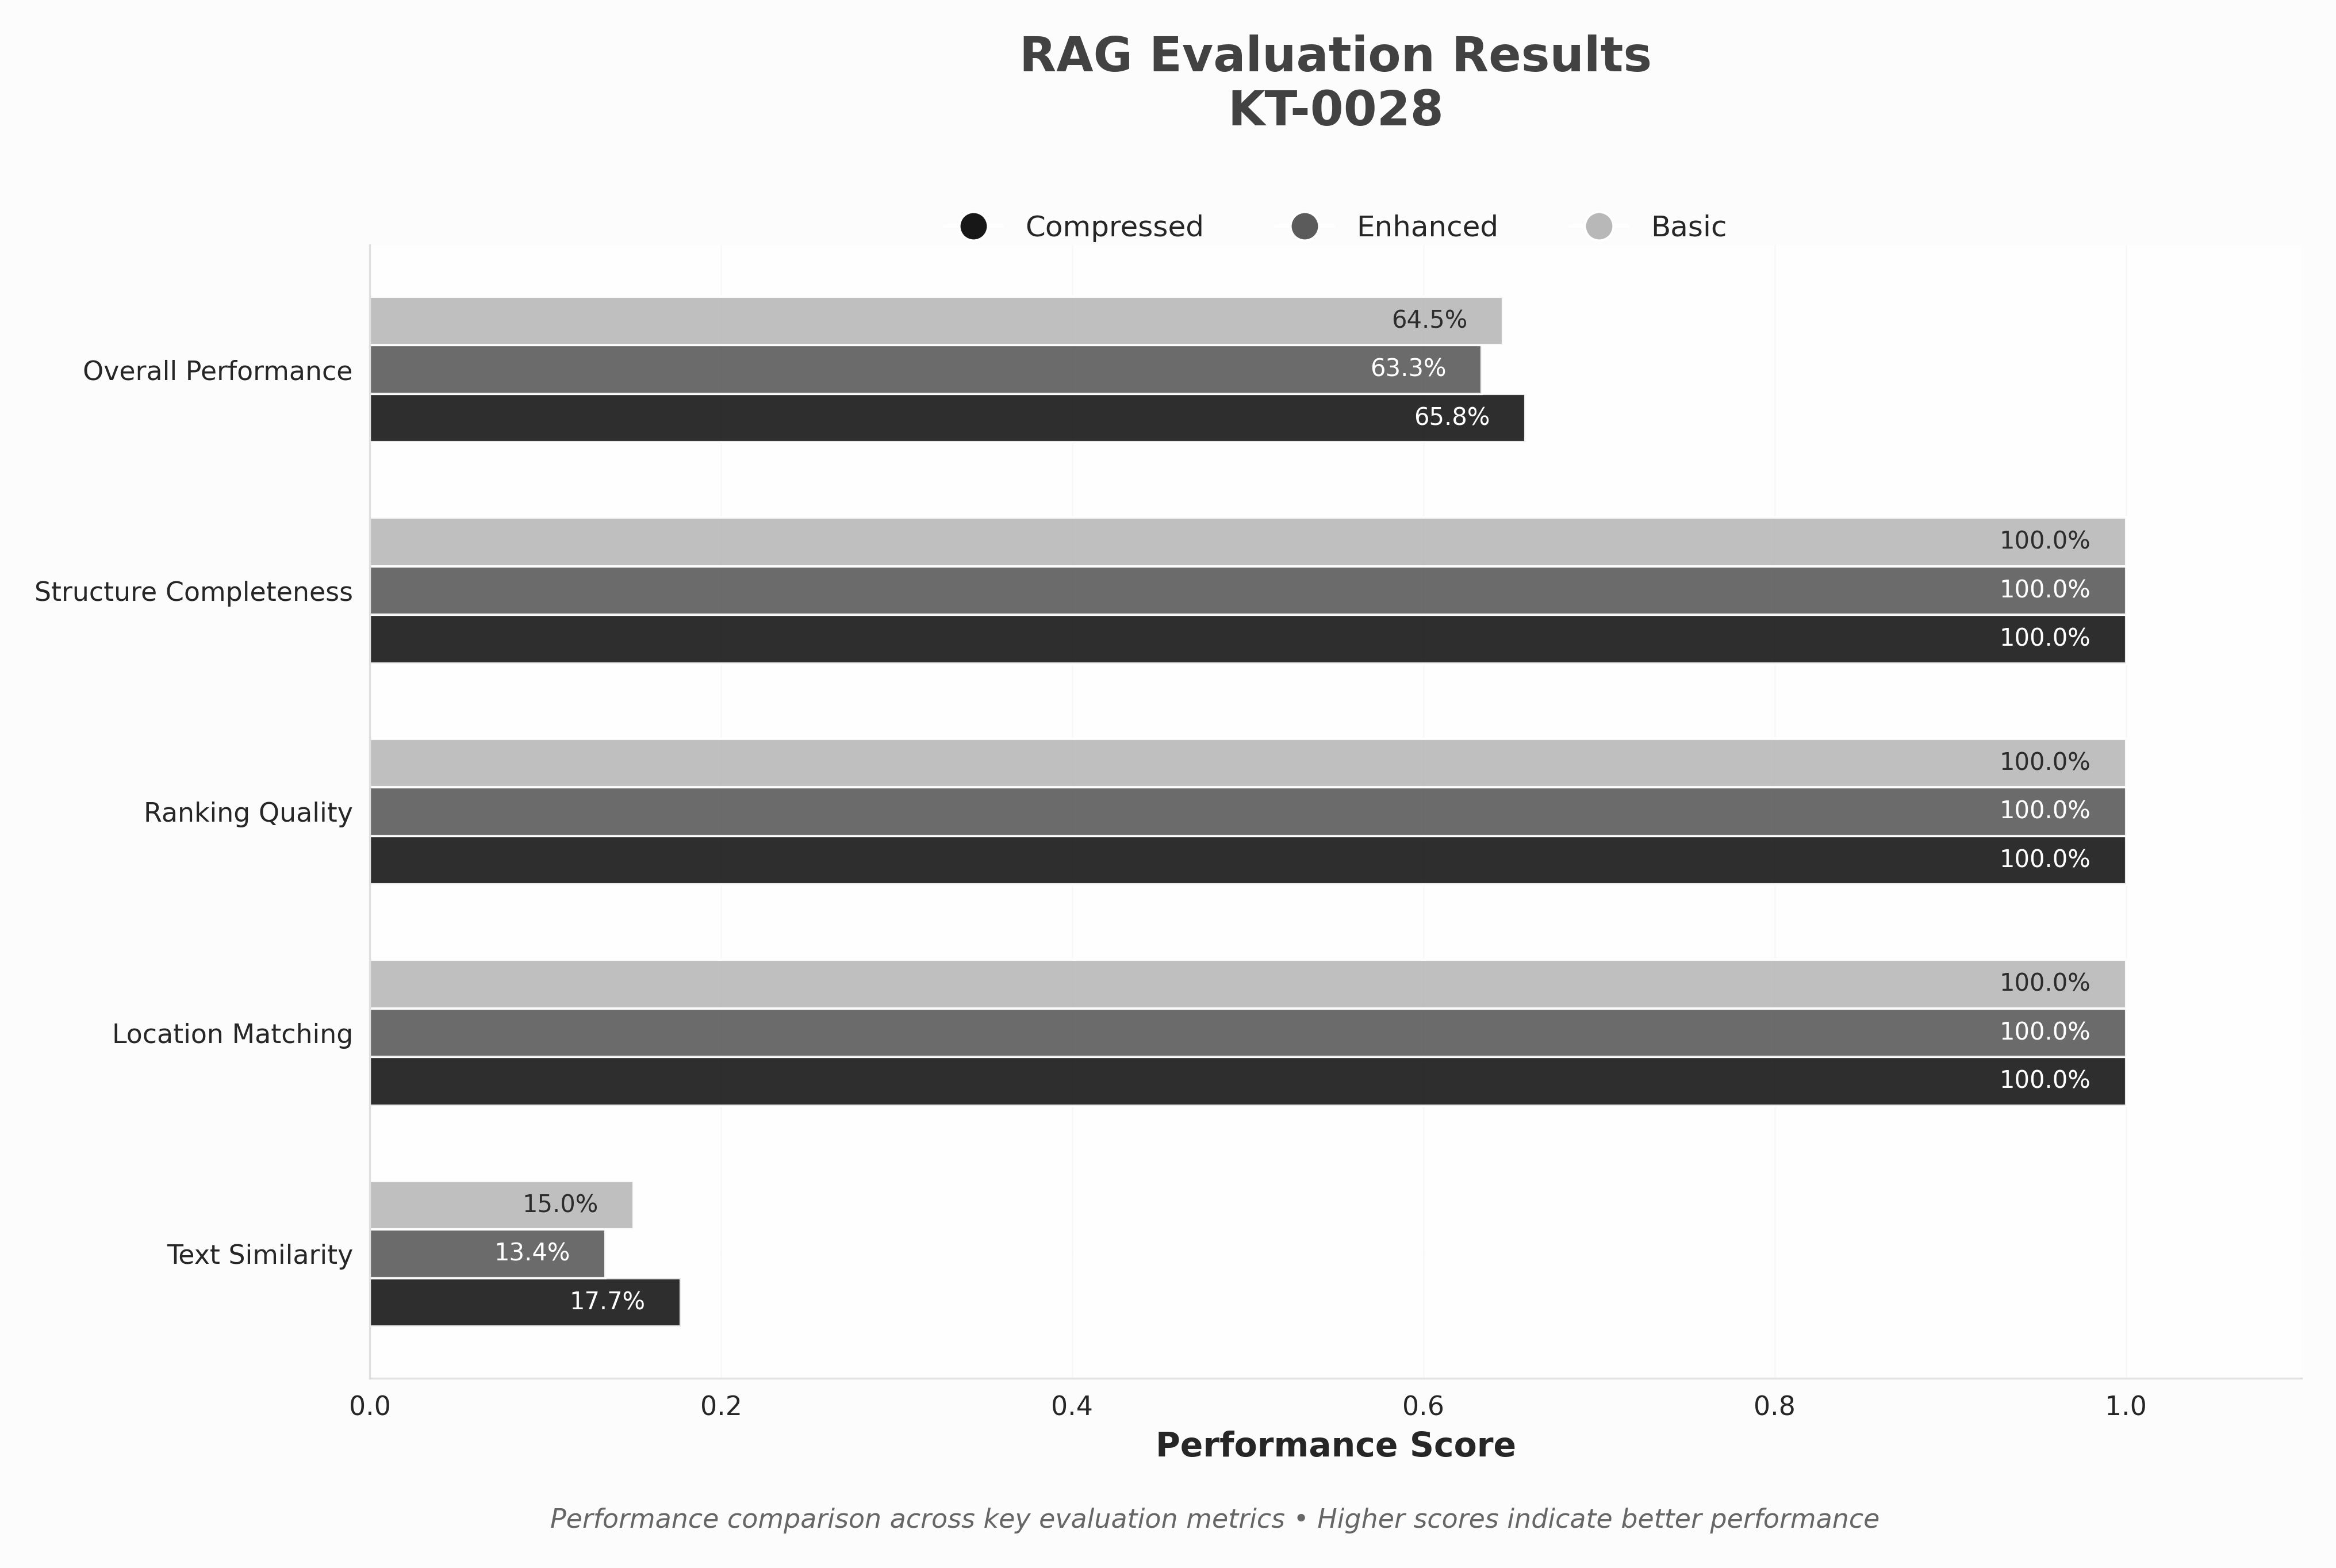 RAG Evaluation Results
KT-0028
Compressed
Enhanced
Basic
Overall Performance
64.5%
63.3%
65.8%
Structure Completeness
100.0%
100.0%
100.0%
Ranking Quality
100.0%
100.0%
100.0%
Location Matching
100.0%
100.0%
100.0%
Text Similarity
15.0%
13.4%
17.7%
0.0
0.2
0.4
0.6
0.8
1.0
Performance Score
Performance comparison across key evaluation metrics • Higher scores indicate better performance